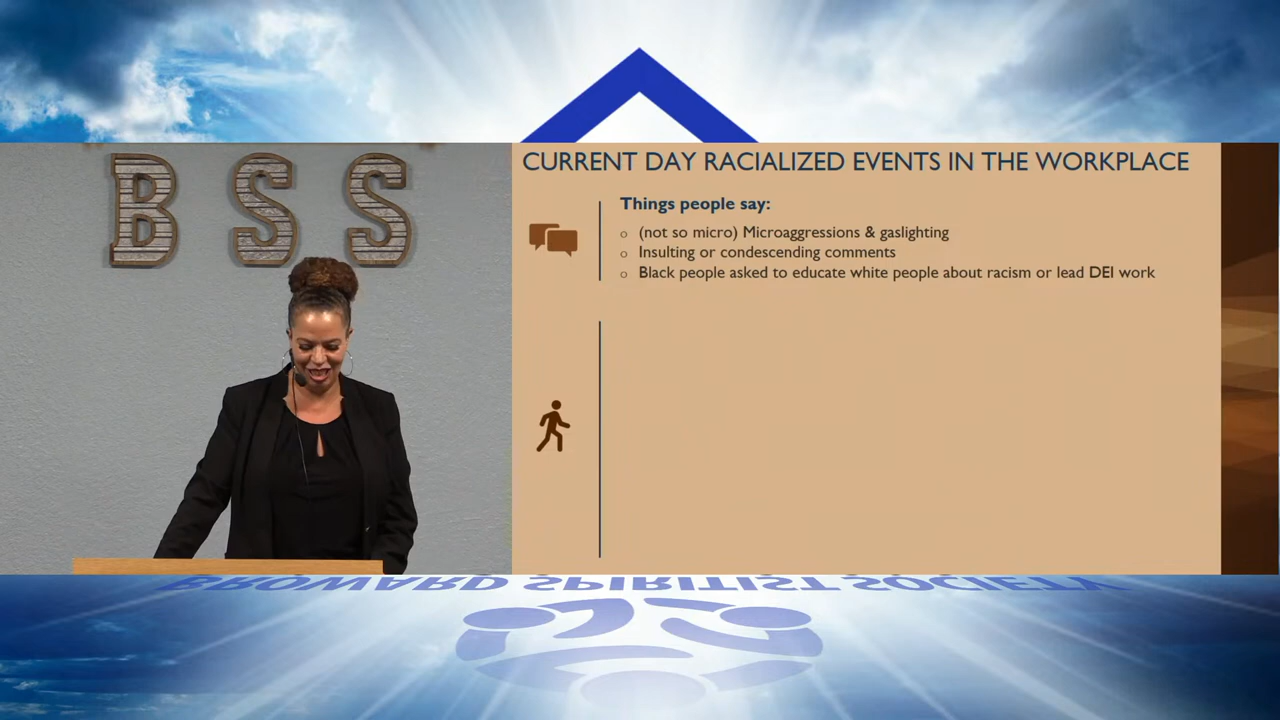 B S S
CURRENT DAY RACIALIZED EVENTS IN THE WORKPLACE
Things people say:
(not so micro) Microaggressions & gaslighting
Insulting or condescending comments
Black people asked to educate white people about racism or lead DEI work
BROWARD SPIRITIST SOCIETY